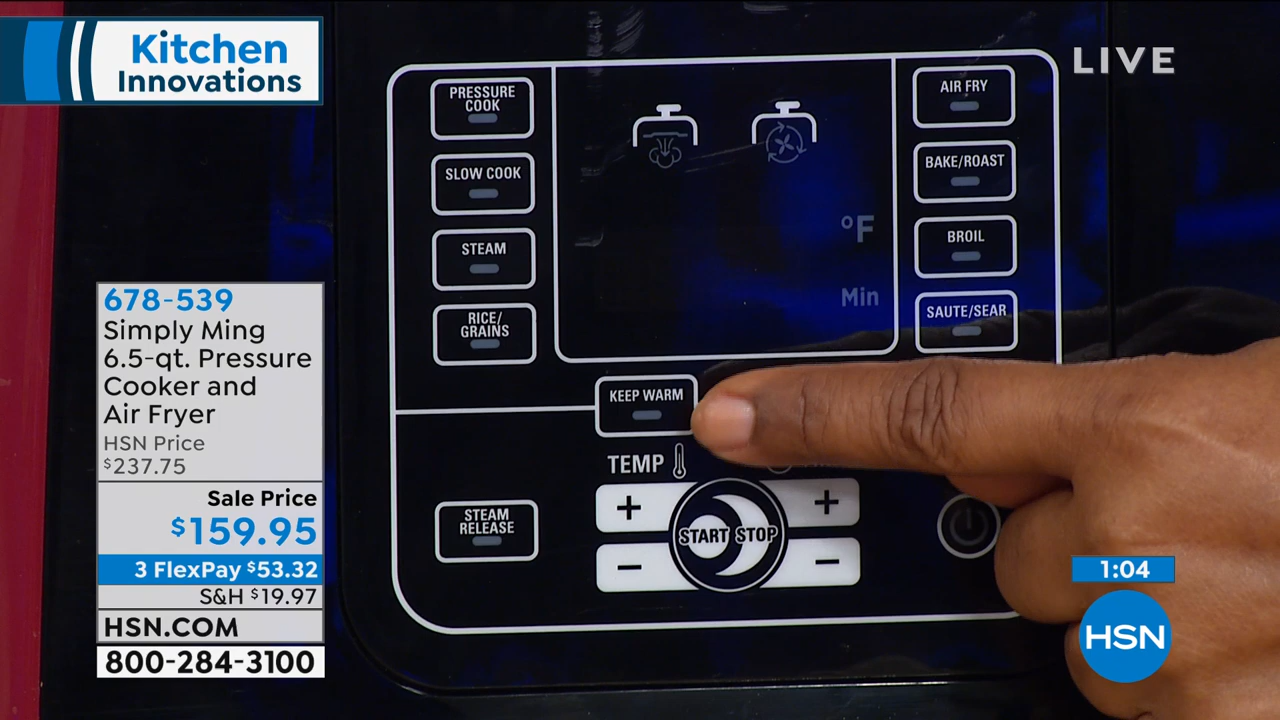 Kitchen
Innovations
LIVE
PRESSURE
COOK
SLOW COOK
STEAM
RICE/
GRAINS
°F
Min
AIR FRY
BAKE/ROAST
BROIL
SAUTE/SEAR
KEEP WARM
TEMP
+
+
START STOP
−
−
STEAM
RELEASE
678-539
Simply Ming
6.5-qt. Pressure
Cooker and
Air Fryer
HSN Price
$237.75
Sale Price
$159.95
3 FlexPay $53.32
S&H $19.97
HSN.COM
800-284-3100
1:04
HSN